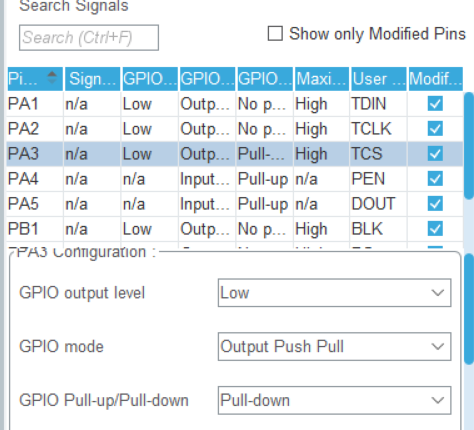 Search Signals
Search (Ctrl+F)
Show only Modified Pins
Pi... Sign... GPIO... GPIO... GPIO... Maxi... User ... Modif...
PA1 n/a Low Outp... No p... High TDIN
PA2 n/a Low Outp... No p... High TCLK
PA3 n/a Low Outp... Pull-... High TCS
PA4 n/a n/a Input... Pull-up n/a PEN
PA5 n/a n/a Input... Pull-up n/a DOUT
PB1 n/a Low Outp... No p... High BLK
PA3 Configuration :
GPIO output level Low
GPIO mode Output Push Pull
GPIO Pull-up/Pull-down Pull-down